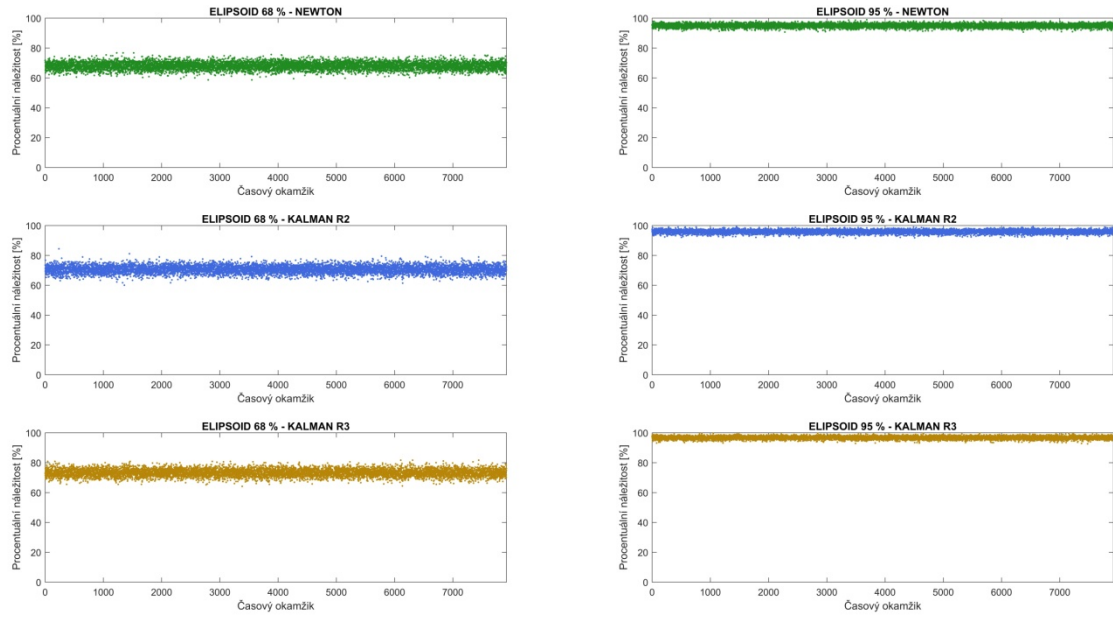 ELIPSOID 68 % - NEWTON
Procentuální náležitost [%]
100
80
60
40
20
0
0 1000 2000 3000 4000 5000 6000 7000
Časový okamžik
ELIPSOID 95 % - NEWTON
Procentuální náležitost [%]
100
80
60
40
20
0
0 1000 2000 3000 4000 5000 6000 7000
Časový okamžik
ELIPSOID 68 % - KALMAN R2
Procentuální náležitost [%]
100
80
60
40
20
0
0 1000 2000 3000 4000 5000 6000 7000
Časový okamžik
ELIPSOID 95 % - KALMAN R2
Procentuální náležitost [%]
100
80
60
40
20
0
0 1000 2000 3000 4000 5000 6000 7000
Časový okamžik
ELIPSOID 68 % - KALMAN R3
Procentuální náležitost [%]
100
80
60
40
20
0
0 1000 2000 3000 4000 5000 6000 7000
Časový okamžik
ELIPSOID 95 % - KALMAN R3
Procentuální náležitost [%]
100
80
60
40
20
0
0 1000 2000 3000 4000 5000 6000 7000
Časový okamžik